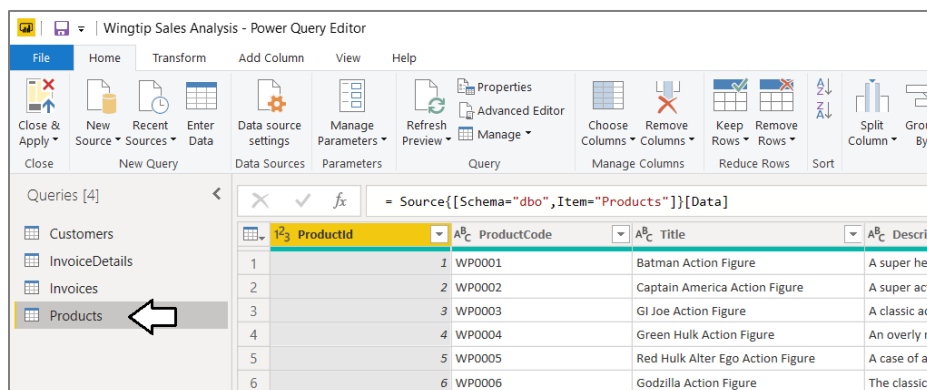 Wingtip Sales Analysis - Power Query Editor
File Home Transform Add Column View Help
Close & Apply
New Source
Recent Sources
Enter Data
Data source settings
Manage Parameters
Refresh Preview
Properties
Advanced Editor
Manage
Choose Columns
Remove Columns
Keep Rows
Remove Rows
Split Column
Close New Query Data Sources Parameters Query Manage Columns Reduce Rows Sort
Queries [4]
fx = Source{[Schema="dbo",Item="Products"]}[Data]
Customers
InvoiceDetails
Invoices
Products
123 ProductId ABC ProductCode ABC Title ABC
1 1 WP0001 Batman Action Figure A super
2 2 WP0002 Captain America Action Figure A super
3 3 WP0003 GI Joe Action Figure A classic
4 4 WP0004 Green Hulk Action Figure An overly
5 5 WP0005 Red Hulk Alter Ego Action Figure A case of a
6 6 WP0006 Godzilla Action Figure The classic